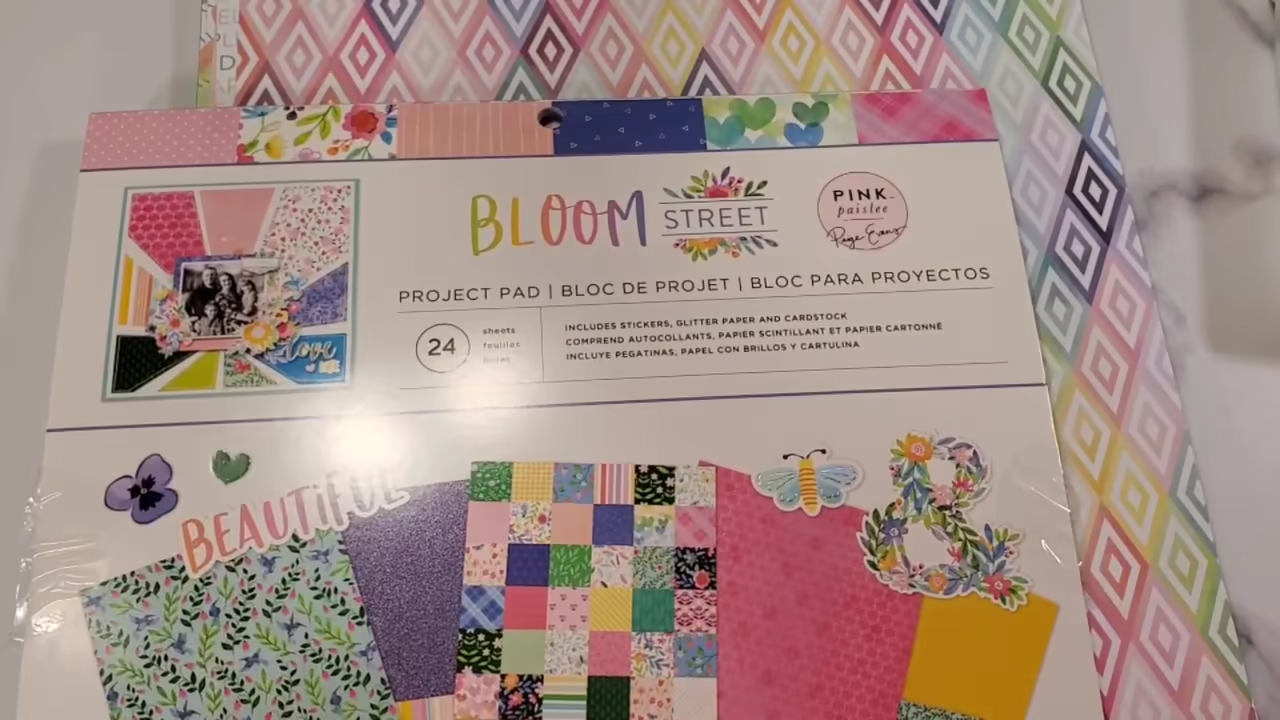 EL
L
D
BLOOM STREET
PINK
paislee
Paige Evans
PROJECT PAD | BLOC DE PROJET | BLOC PARA PROYECTOS
24 sheets
feuilles
hojas
INCLUDES STICKERS, GLITTER PAPER AND CARDSTOCK
COMPREND AUTOCOLLANTS, PAPIER SCINTILLANT ET PAPIER CARTONNÉ
INCLUYE PEGATINAS, PAPEL CON BRILLOS Y CARTULINA
love
BEAUTIFUL
&